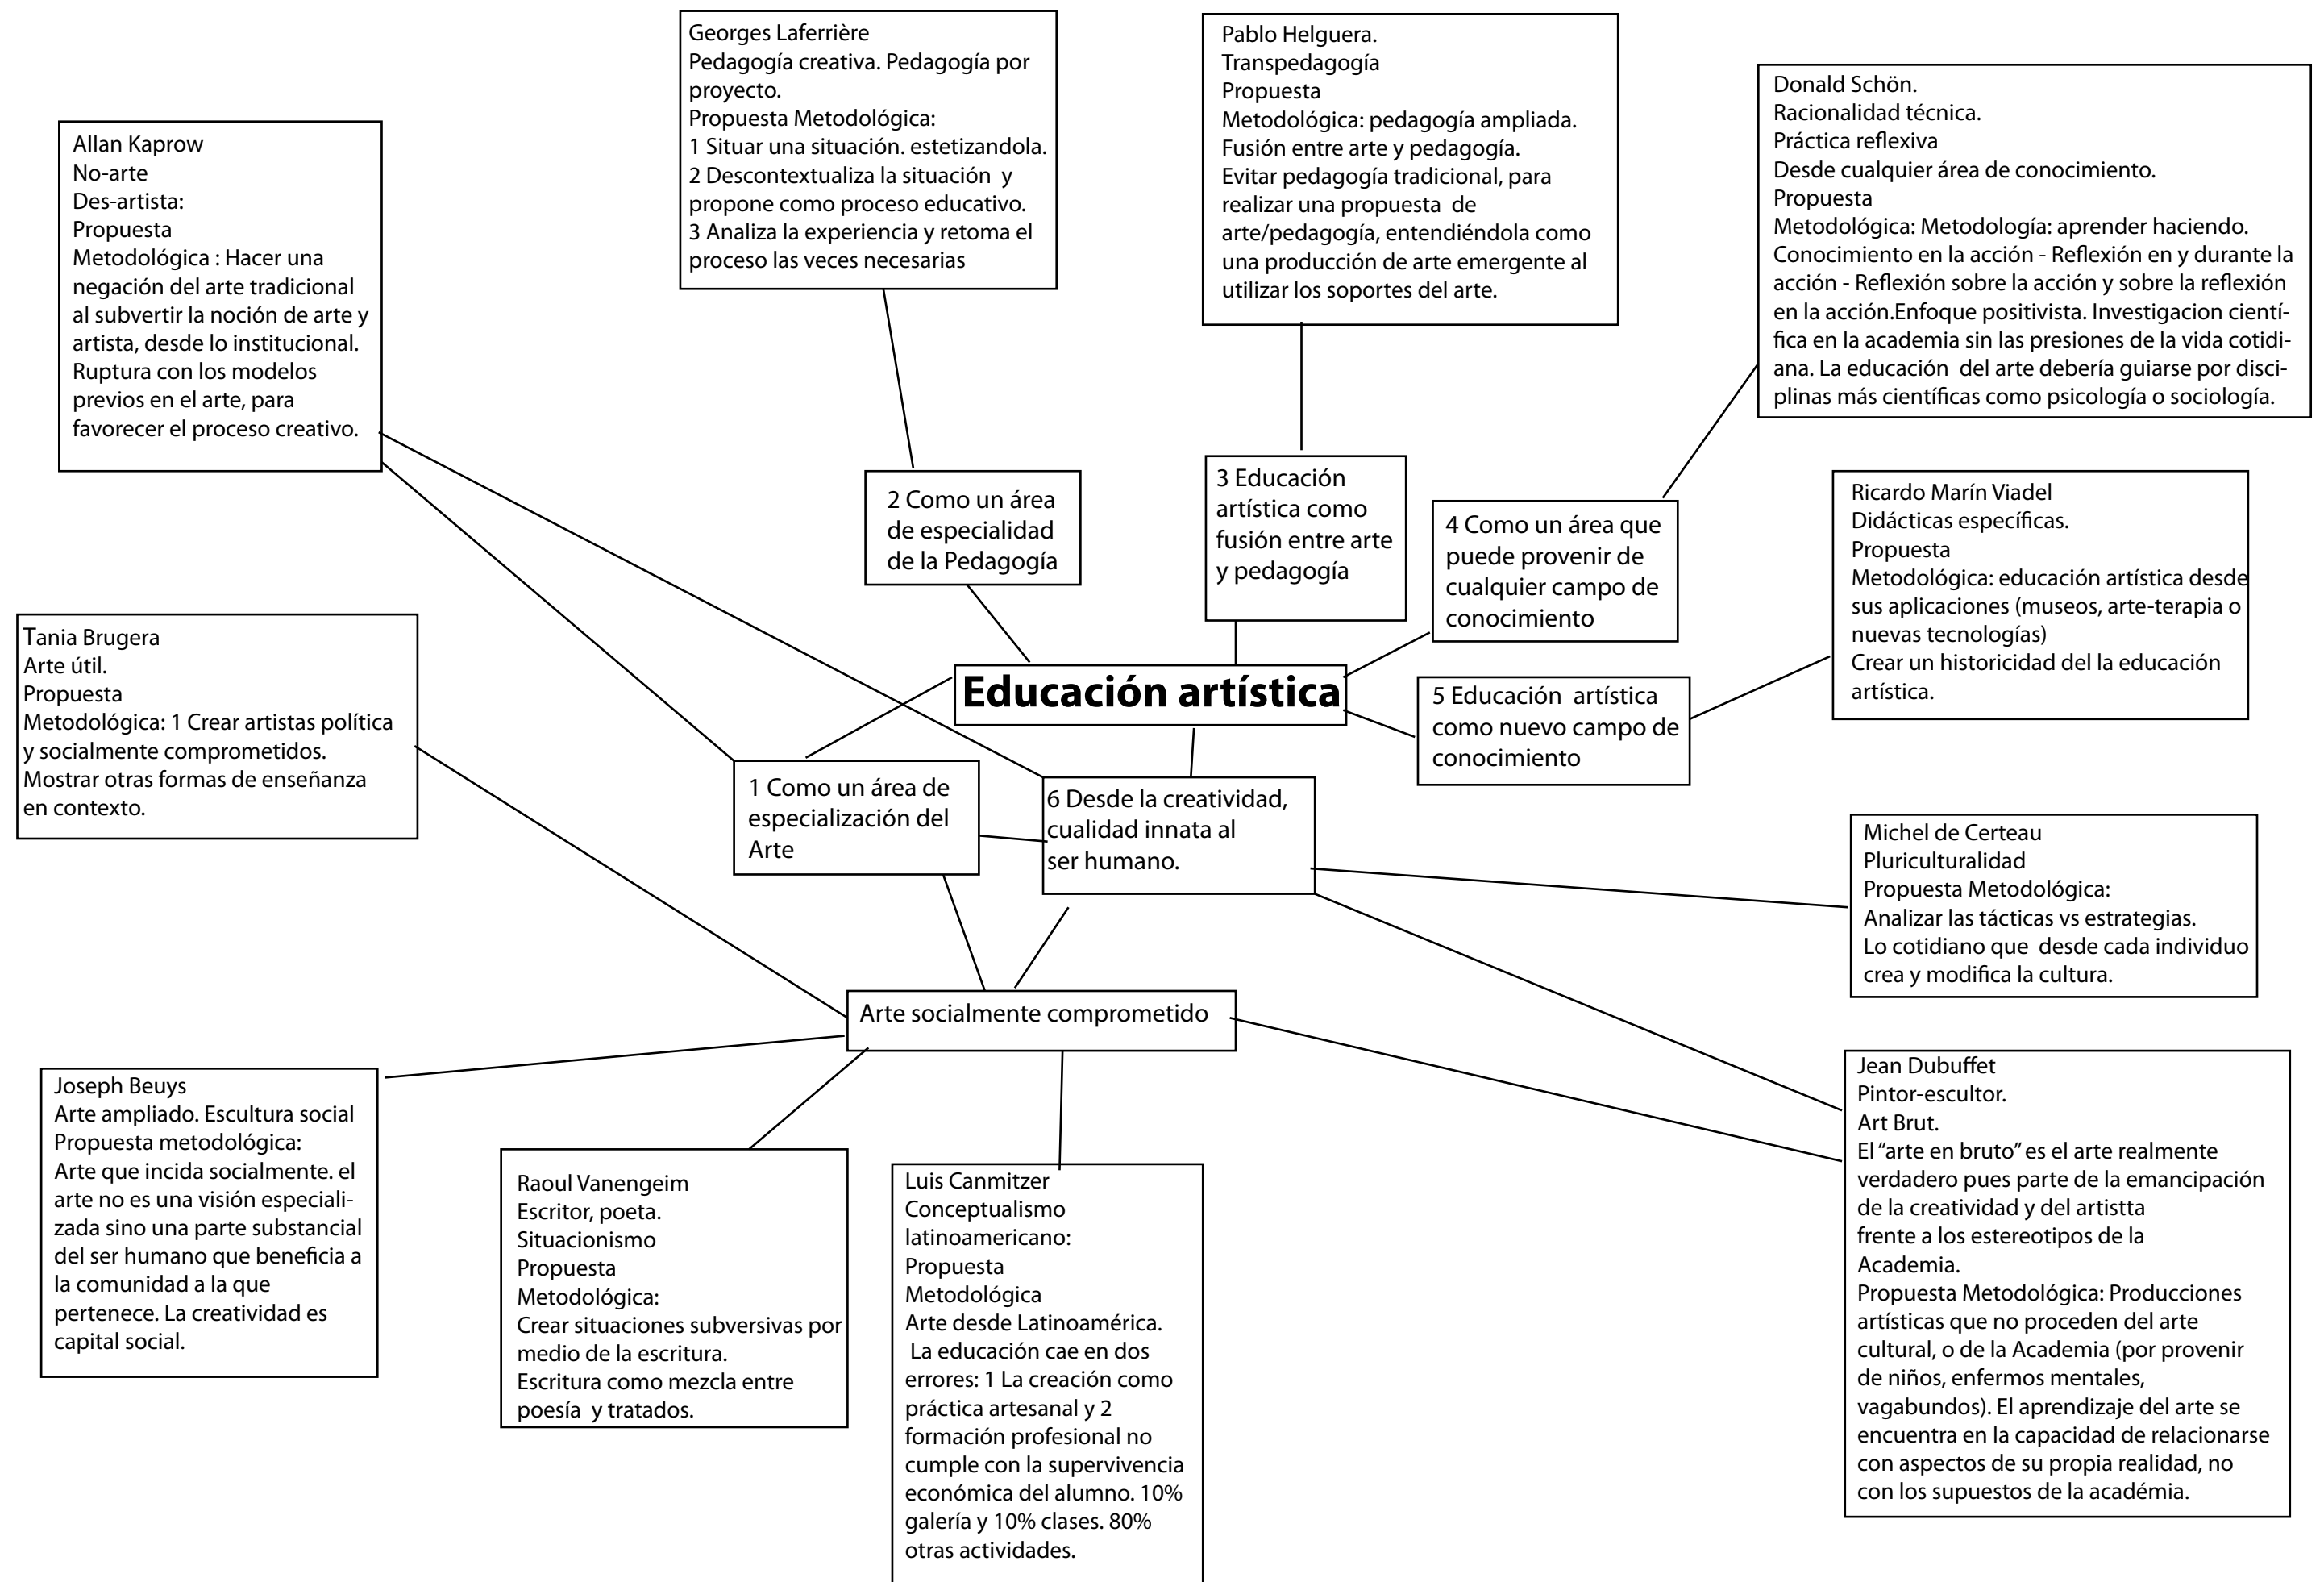 Georges Laferrière
Pedagogía creativa. Pedagogía por
proyecto.
Propuesta Metodológica:
1 Situar una situación. estetizandola.
2 Descontextualiza la situación y
propone como proceso educativo.
3 Analiza la experiencia y retoma el
proceso las veces necesarias
Pablo Helguera.
Transpedagogía
Propuesta
Metodológica: pedagogía ampliada.
Fusión entre arte y pedagogía.
Evitar pedagogía tradicional, para
realizar una propuesta de
arte/pedagogía, entendiéndola como
una producción de arte emergente al
utilizar los soportes del arte.
Donald Schön.
Racionalidad técnica.
Práctica reflexiva
Desde cualquier área de conocimiento.
Propuesta
Metodológica: Metodología: aprender haciendo.
Conocimiento en la acción - Reflexión en y durante la
acción - Reflexión sobre la acción y sobre la reflexión
en la acción.Enfoque positivista. Investigacion cientí-
fica en la academia sin las presiones de la vida cotidi-
ana. La educación del arte debería guiarse por disci-
plinas más científicas como psicología o sociología.
Allan Kaprow
No-arte
Des-artista:
Propuesta
Metodológica : Hacer una
negación del arte tradicional
al subvertir la noción de arte y
artista, desde lo institucional.
Ruptura con los modelos
previos en el arte, para
favorecer el proceso creativo.
2 Como un área
de especialidad
de la Pedagogía
3 Educación
artística como
fusión entre arte
y pedagogía
4 Como un área que
puede provenir de
cualquier campo de
conocimiento
Ricardo Marín Viadel
Didácticas específicas.
Propuesta
Metodológica: educación artística desde
sus aplicaciones (museos, arte-terapia o
nuevas tecnologías)
Crear un historicidad del la educación
artística.
Tania Brugera
Arte útil.
Propuesta
Metodológica: 1 Crear artistas política
y socialmente comprometidos.
Mostrar otras formas de enseñanza
en contexto.
Educación artística
5 Educación artística
como nuevo campo de
conocimiento
1 Como un área de
especialización del
Arte
6 Desde la creatividad,
cualidad innata al
ser humano.
Michel de Certeau
Pluriculturalidad
Propuesta Metodológica:
Analizar las tácticas vs estrategias.
Lo cotidiano que desde cada individuo
crea y modifica la cultura.
Arte socialmente comprometido
Joseph Beuys
Arte ampliado. Escultura social
Propuesta metodológica:
Arte que incida socialmente. el
arte no es una visión especiali-
zada sino una parte substancial
del ser humano que beneficia a
la comunidad a la que
pertenece. La creatividad es
capital social.
Raoul Vanengeim
Escritor, poeta.
Situacionismo
Propuesta
Metodológica:
Crear situaciones subversivas por
medio de la escritura.
Escritura como mezcla entre
poesía y tratados.
Luis Canmitzer
Conceptualismo
latinoamericano:
Propuesta
Metodológica
Arte desde Latinoamérica.
La educación cae en dos
errores: 1 La creación como
práctica artesanal y 2
formación profesional no
cumple con la supervivencia
económica del alumno. 10%
galería y 10% clases. 80%
otras actividades.
Jean Dubuffet
Pintor-escultor.
Art Brut.
El “arte en bruto” es el arte realmente
verdadero pues parte de la emancipación
de la creatividad y del artistta
frente a los estereotipos de la
Academia.
Propuesta Metodológica: Producciones
artísticas que no proceden del arte
cultural, o de la Academia (por provenir
de niños, enfermos mentales,
vagabundos). El aprendizaje del arte se
encuentra en la capacidad de relacionarse
con aspectos de su propia realidad, no
con los supuestos de la académia.